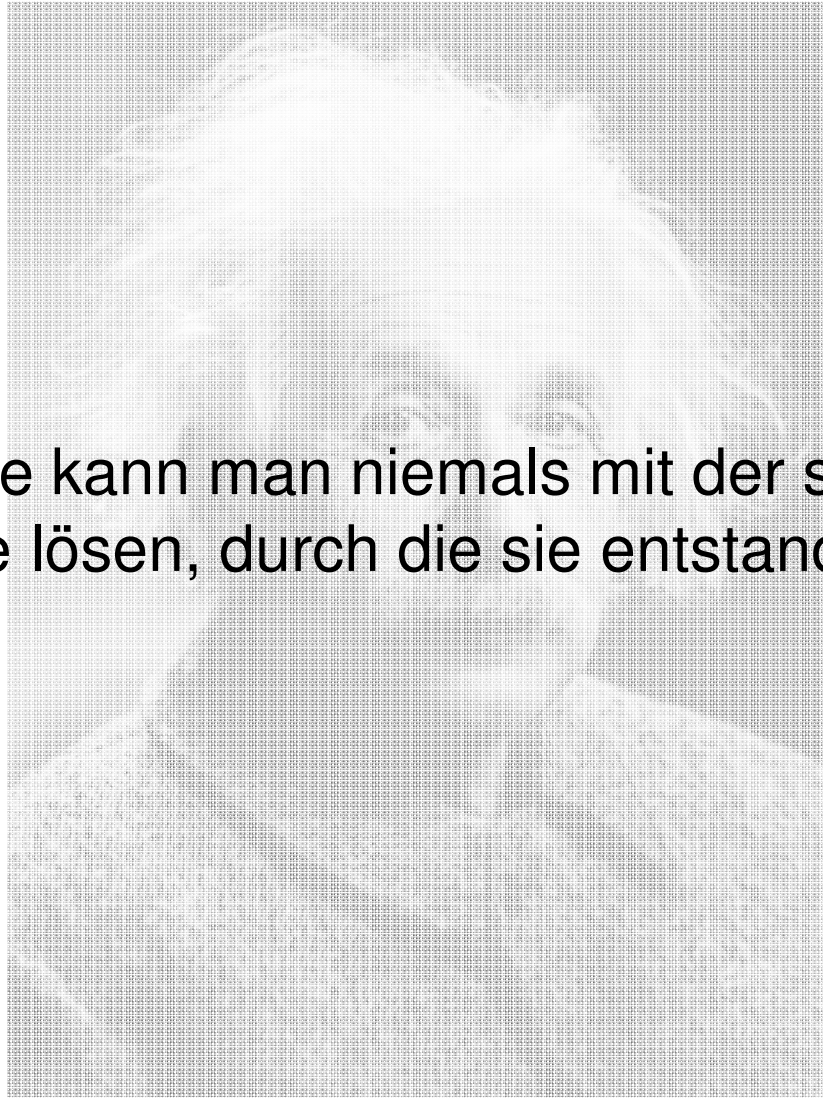 e kann man niemals mit der s
e lösen, durch die sie entstand